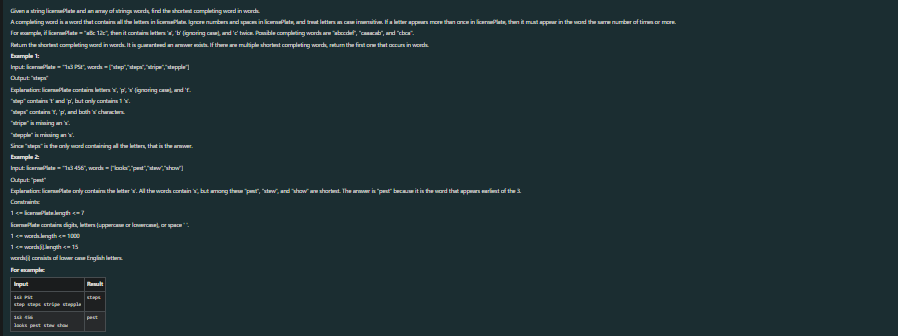 Given a string licensePlate and an array of strings words, find the shortest completing word in words.
A completing word is a word that contains all the letters in licensePlate. Ignore numbers and spaces in licensePlate, and treat letters as case insensitive. If a letter appears more than once in licensePlate, then it must appear in the word the same number of times or more.
For example, if licensePlate = "aBc 12c", then it contains letters 'a', 'b' (ignoring case), and 'c' twice. Possible completing words are "abccdef", "caaacab", and "cbca".
Return the shortest completing word in words. It is guaranteed an answer exists. If there are multiple shortest completing words, return the first one that occurs in words.
Example 1:
Input: licensePlate = "1s3 PSt", words = ["step","steps","stripe","stepple"]
Output: "steps"
Explanation: licensePlate contains letters 's', 'p', 's' (ignoring case), and 't'.
"step" contains 't' and 'p', but only contains 1 's'.
"steps" contains 't', 'p', and both 's' characters.
"stripe" is missing an 's'.
"stepple" is missing an 's'.
Since "steps" is the only word containing all the letters, that is the answer.
Example 2:
Input: licensePlate = "1s3 456", words = ["looks","pest","stew","show"]
Output: "pest"
Explanation: licensePlate only contains the letter 's'. All the words contain 's', but among these "pest", "stew", and "show" are shortest. The answer is "pest" because it is the word that appears earliest of the 3.
Constraints:
1 <= licensePlate.length <= 7
licensePlate contains digits, letters (uppercase or lowercase), or space ' '.
1 <= words.length <= 1000
1 <= words[i].length <= 15
words[i] consists of lower case English letters.
For example:
Input Result
1s3 PSt steps
step steps stripe stepple
1s3 456 pest
looks pest stew show